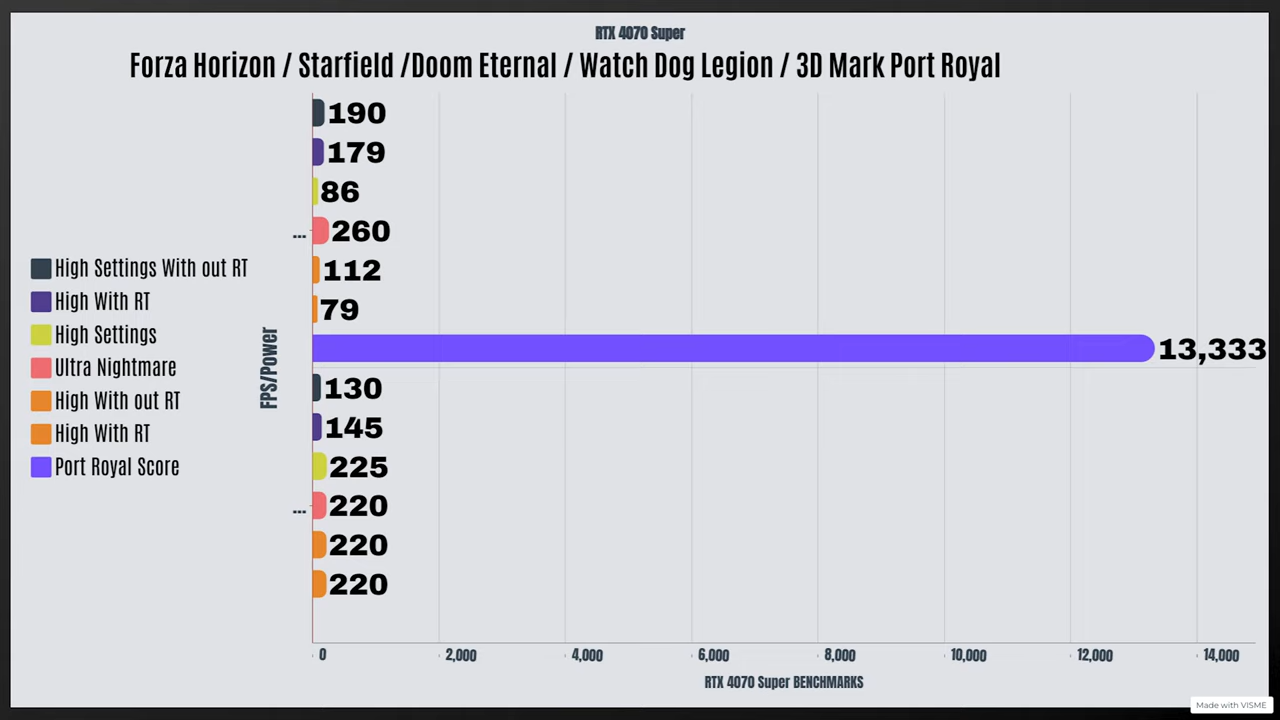 RTX 4070 Super
Forza Horizon / Starfield /Doom Eternal / Watch Dog Legion / 3D Mark Port Royal
190
179
86
...
260
112
79
13,333
130
145
225
...
220
220
220
High Settings With out RT
High With RT
High Settings
Ultra Nightmare
High With out RT
High With RT
Port Royal Score
FPS/Power
0 2,000 4,000 6,000 8,000 10,000 12,000 14,000
RTX 4070 Super BENCHMARKS
Made with VISME